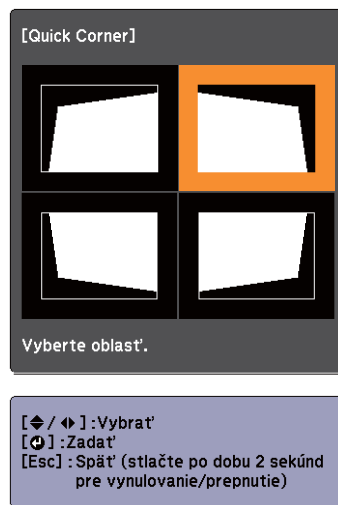 [Quick Corner]
Vyberte oblasť.
[◆/◆] :Vybrať
[↵] :Zadať
[Esc] : Späť (stlačte po dobu 2 sekúnd
pre vynulovanie/prepnutie)